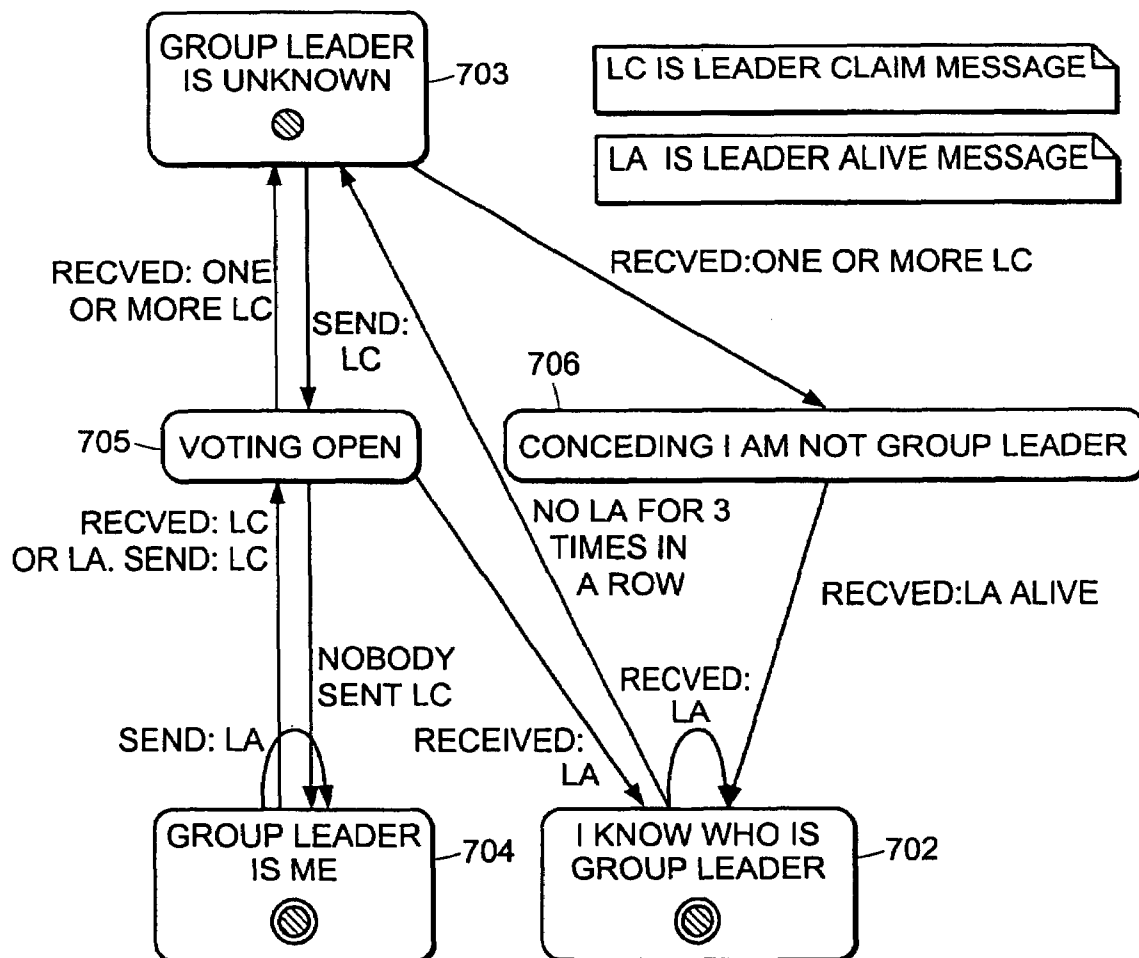 GROUP LEADER
IS UNKNOWN
703
LC IS LEADER CLAIM MESSAGE
LA IS LEADER ALIVE MESSAGE
RECVED: ONE
OR MORE LC
SEND:
LC
RECVED:ONE OR MORE LC
705
VOTING OPEN
706
CONCEDING I AM NOT GROUP LEADER
RECVED: LC
OR LA. SEND: LC
NO LA FOR 3
TIMES IN
A ROW
RECVED:LA ALIVE
NOBODY
SENT LC
SEND: LA
RECEIVED:
LA
RECVED:
LA
GROUP LEADER
IS ME
704
I KNOW WHO IS
GROUP LEADER
702